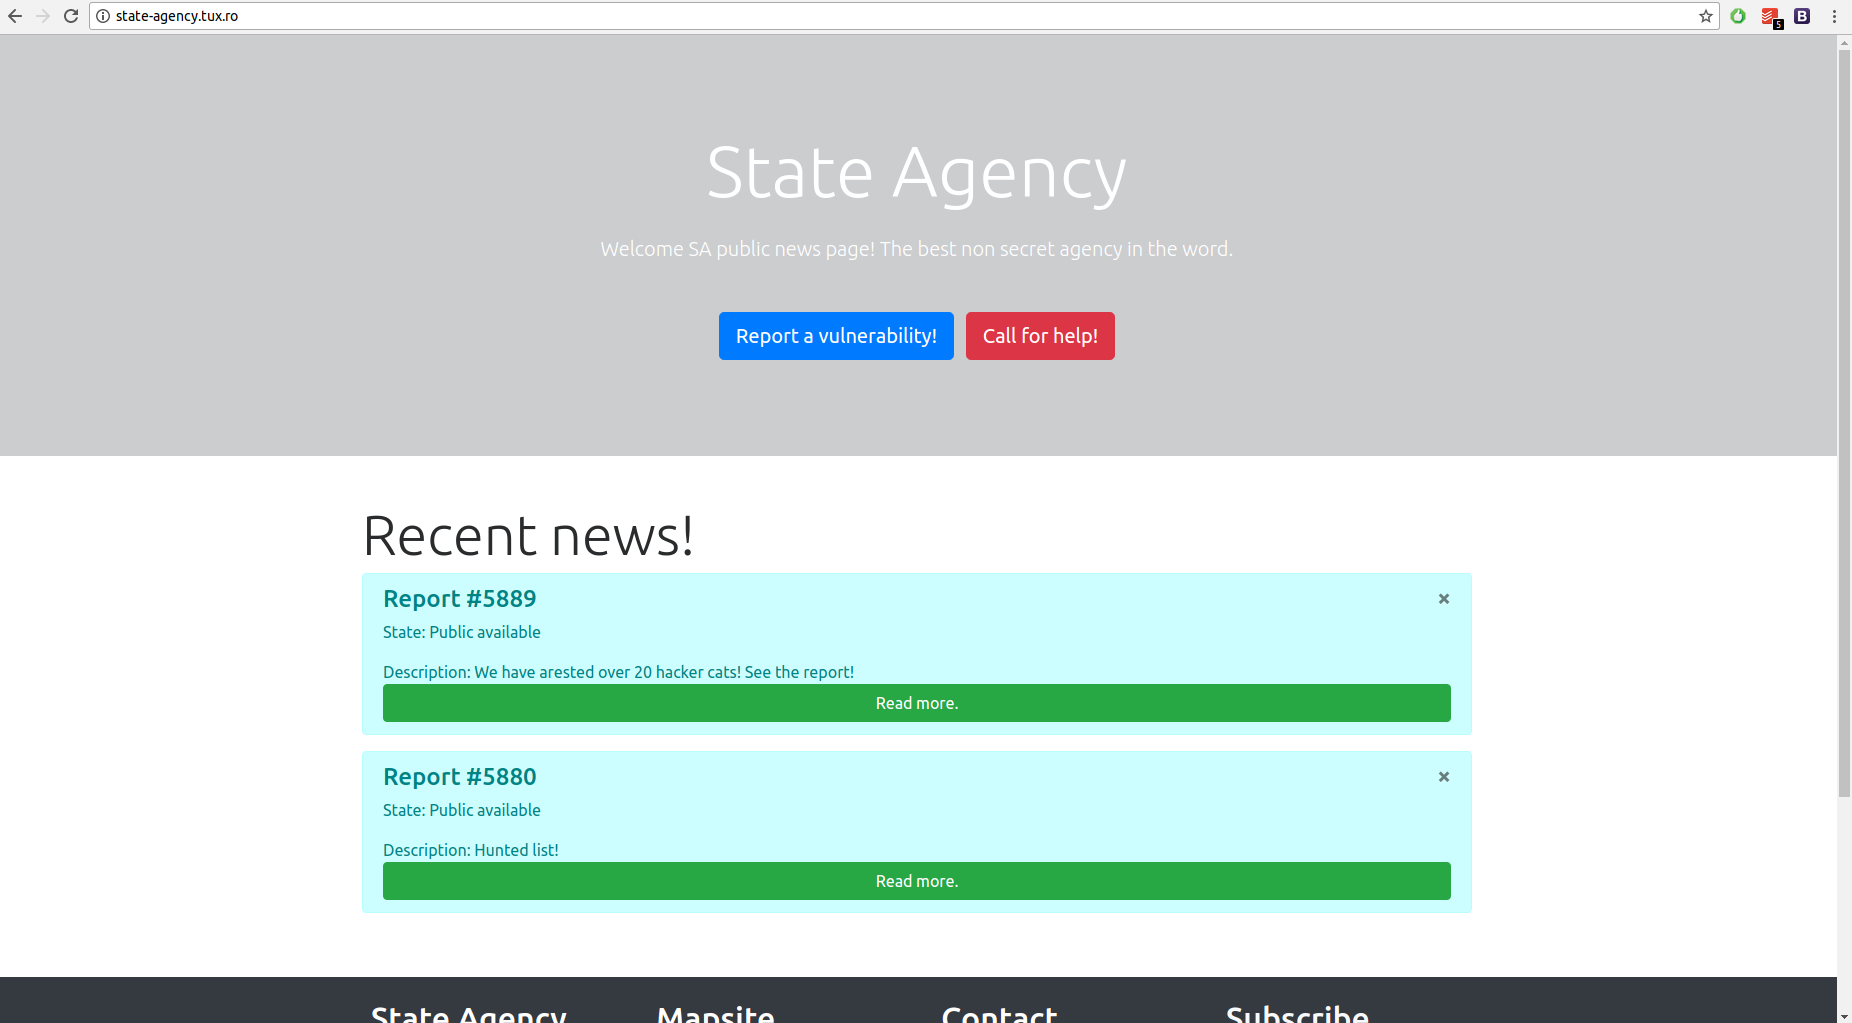 state-agency.tux.ro
5
B
State Agency
Welcome SA public news page! The best non secret agency in the word.
Report a vulnerability! Call for help!
Recent news!
Report #5889 ×
State: Public available
Description: We have arested over 20 hacker cats! See the report!
Read more.
Report #5880 ×
State: Public available
Description: Hunted list!
Read more.
State Agency Mapsite Contact Subscribe